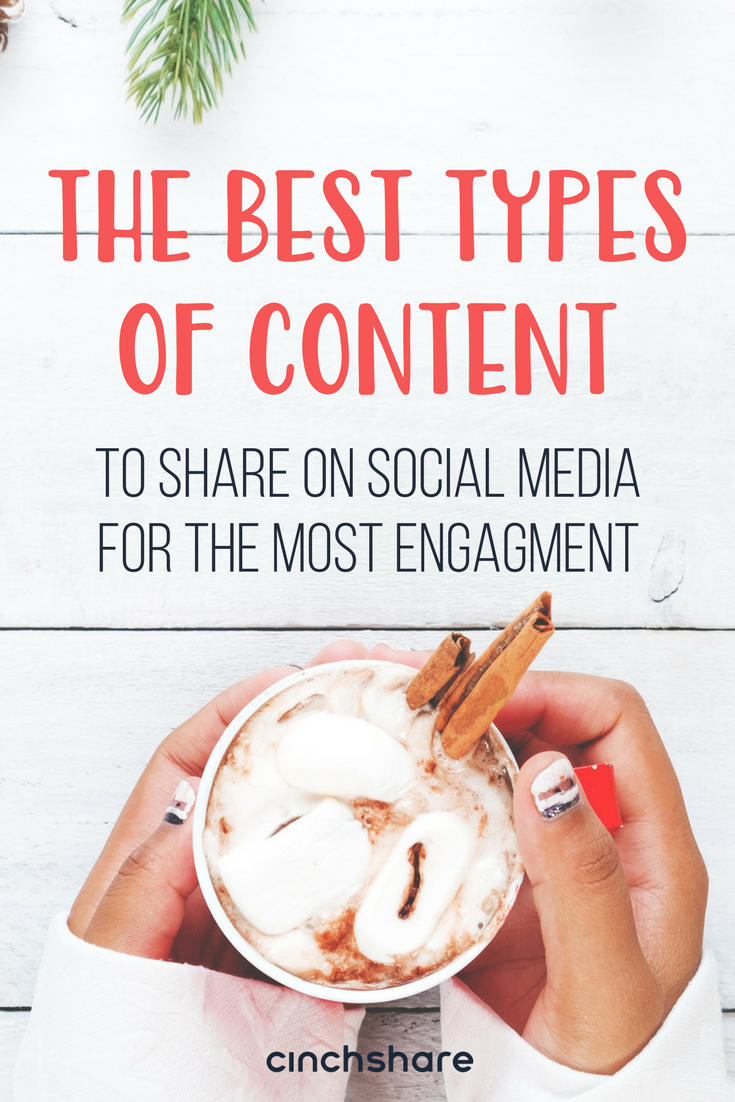 THE BEST TYPES
OF CONTENT
TO SHARE ON SOCIAL MEDIA
FOR THE MOST ENGAGMENT
cinchshare